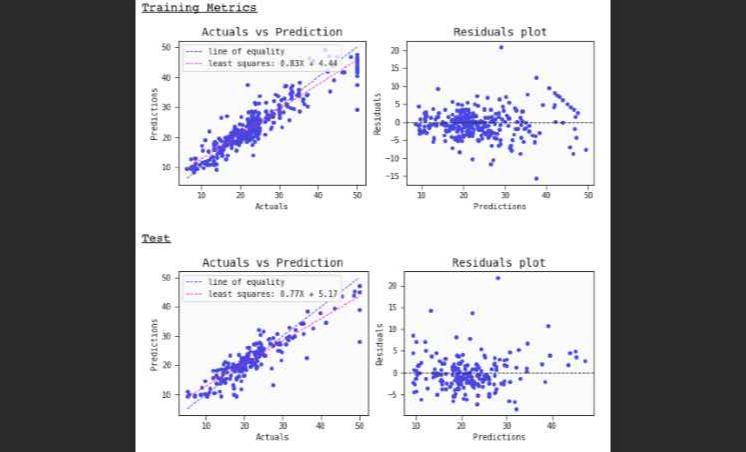 Training Metrics
Actuals vs Prediction
Residuals plot
line of equality
least squares: 0.83X + 4.44
50
40
30
20
10
Predictions
10
20
30
40
50
Actuals
20
15
10
5
0
−5
−10
−15
Residuals
10
20
30
40
50
Predictions
Test
Actuals vs Prediction
Residuals plot
line of equality
least squares: 0.77X + 5.17
50
40
30
20
10
Predictions
10
20
30
40
50
Actuals
20
15
10
5
0
−5
Residuals
10
20
30
40
Predictions